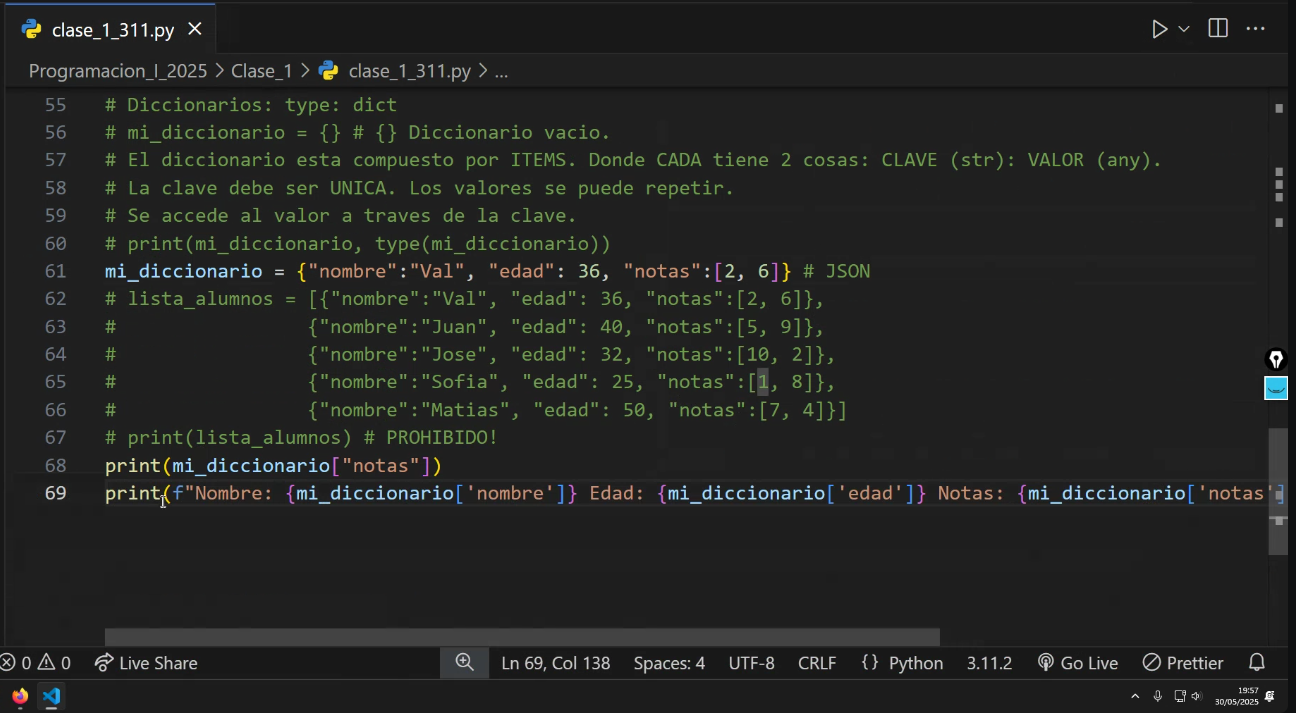 clase_1_311.py
Programacion_I_2025 > Clase_1 > clase_1_311.py > ...
55 # Diccionarios: type: dict
56 # mi_diccionario = {} # {} Diccionario vacio.
57 # El diccionario esta compuesto por ITEMS. Donde CADA tiene 2 cosas: CLAVE (str): VALOR (any).
58 # La clave debe ser UNICA. Los valores se puede repetir.
59 # Se accede al valor a traves de la clave.
60 # print(mi_diccionario, type(mi_diccionario))
61 mi_diccionario = {"nombre":"Val", "edad": 36, "notas":[2, 6]} # JSON
62 # lista_alumnos = [{"nombre":"Val", "edad": 36, "notas":[2, 6]},
63 # {"nombre":"Juan", "edad": 40, "notas":[5, 9]},
64 # {"nombre":"Jose", "edad": 32, "notas":[10, 2]},
65 # {"nombre":"Sofia", "edad": 25, "notas":[1, 8]},
66 # {"nombre":"Matias", "edad": 50, "notas":[7, 4]}]
67 # print(lista_alumnos) # PROHIBIDO!
68 print(mi_diccionario["notas"])
69 print(f"Nombre: {mi_diccionario['nombre']} Edad: {mi_diccionario['edad']} Notas: {mi_diccionario['notas']
0 0 Live Share Ln 69, Col 138 Spaces: 4 UTF-8 CRLF {} Python 3.11.2 Go Live Prettier
19:57
30/05/2025